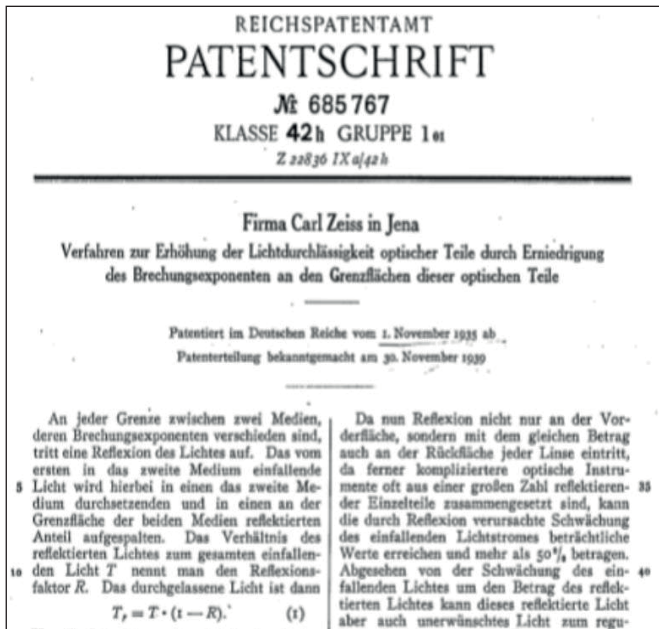 REICHSPATENTAMT
PATENTSCHRIFT
№ 685767
KLASSE 42h GRUPPE 1 01
Z 22836 IX a/42 h
Firma Carl Zeiss in Jena
Verfahren zur Erhöhung der Lichtdurchlässigkeit optischer Teile durch Erniedrigung
des Brechungsexponenten an den Grenzflächen dieser optischen Teile
Patentiert im Deutschen Reiche vom 1. November 1935 ab
Patenterteilung bekanntgemacht am 30. November 1939
An jeder Grenze zwischen zwei Medien,
deren Brechungsexponenten verschieden sind,
tritt eine Reflexion des Lichtes auf. Das vom
ersten in das zweite Medium einfallende
5 Licht wird hierbei in einen das zweite Me-
dium durchsetzenden und in einen an der
Grenzfläche der beiden Medien reflektierten
Anteil aufgespalten. Das Verhältnis des
reflektierten Lichtes zum gesamten einfallen-
10 den Licht T nennt man den Reflexions-
faktor R. Das durchgelassene Licht ist dann
T, = T · (1 — R). (1)
Da nun Reflexion nicht nur an der Vor-
derfläche, sondern mit dem gleichen Betrag
auch an der Rückfläche jeder Linse eintritt,
da ferner kompliziertere optische Instru-
mente oft aus einer großen Zahl reflektieren- 35
der Einzelteile zusammengesetzt sind, kann
die durch Reflexion verursachte Schwächung
des einfallenden Lichtstromes beträchtliche
Werte erreichen und mehr als 50% betragen.
Abgesehen von der Schwächung des ein- 40
fallenden Lichtes um den Betrag des reflek-
tierten Lichtes kann dieses reflektierte Licht
aber auch unerwünschtes Licht zum regu-